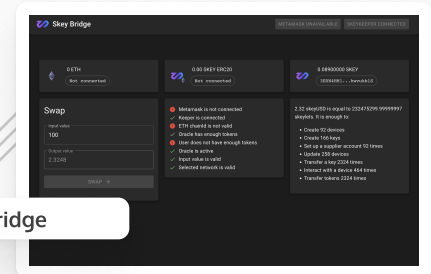 Skey Bridge
METAMASK UNAVAILABLE
SKEYKEEPER CONNECTED
0 ETH
Not connected
0.00 SKEY ERC20
Not connected
0.08900000 SKEY
Swap
Input value
100
Output value
2.3248
SWAP →
Metamask is not connected
Keeper is connected
ETH chainId is not valid
Oracle has enough tokens
User does not have enough tokens
Oracle is active
Input value is valid
Selected network is valid
2.32 skeyUSD is equal to 232475299.99999997
skeylets. It is enough to:
• Create 92 devices
• Create 166 keys
• Set up a supplier account 92 times
• Update 258 devices
• Transfer a key 2324 times
• Interact with a device 464 times
• Transfer tokens 2324 times
ridge